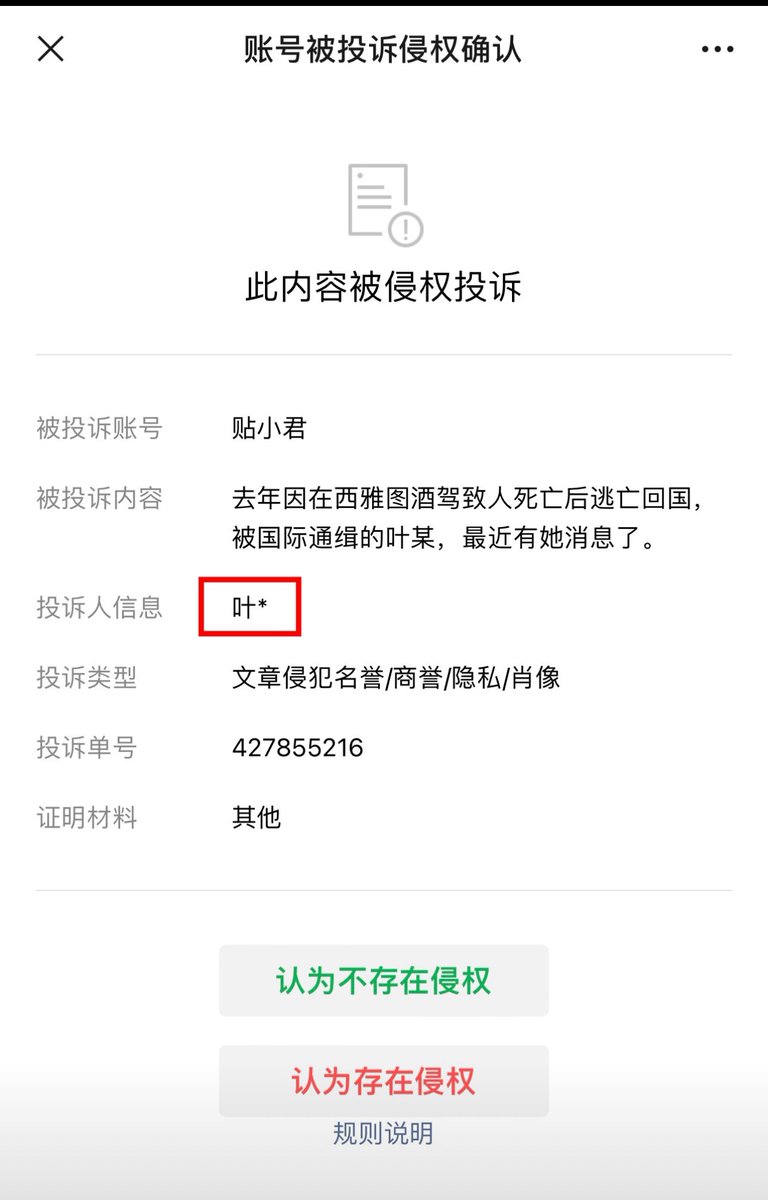 账号被投诉侵权确认
此内容被侵权投诉
被投诉账号 贴小君
被投诉内容 去年因在西雅图酒驾致人死亡后逃亡回国，
被国际通缉的叶某，最近有她消息了。
投诉人信息 叶*
投诉类型 文章侵犯名誉/商誉/隐私/肖像
投诉单号 427855216
证明材料 其他
认为不存在侵权
认为存在侵权
规则说明